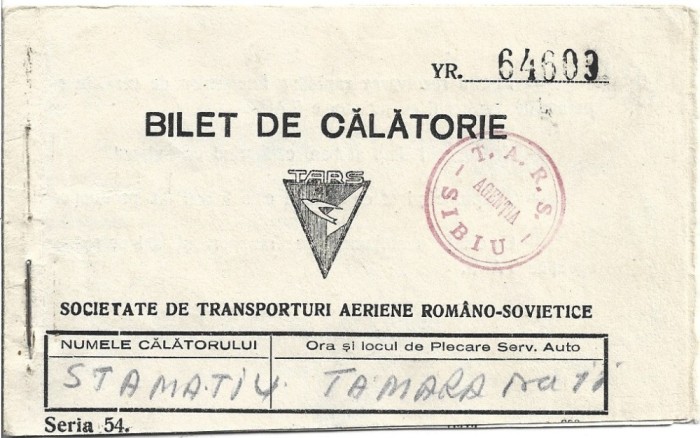 YR. 64603
BILET DE CĂLĂTORIE
TARS
T.A.R.S. AGENȚIA SIBIU
SOCIETATE DE TRANSPORTURI AERIENE ROMÂNO-SOVIETICE
NUMELE CĂLĂTORULUI Ora și locul de Plecare Serv. Auto
STAMATIU TAMARA
Seria 54.